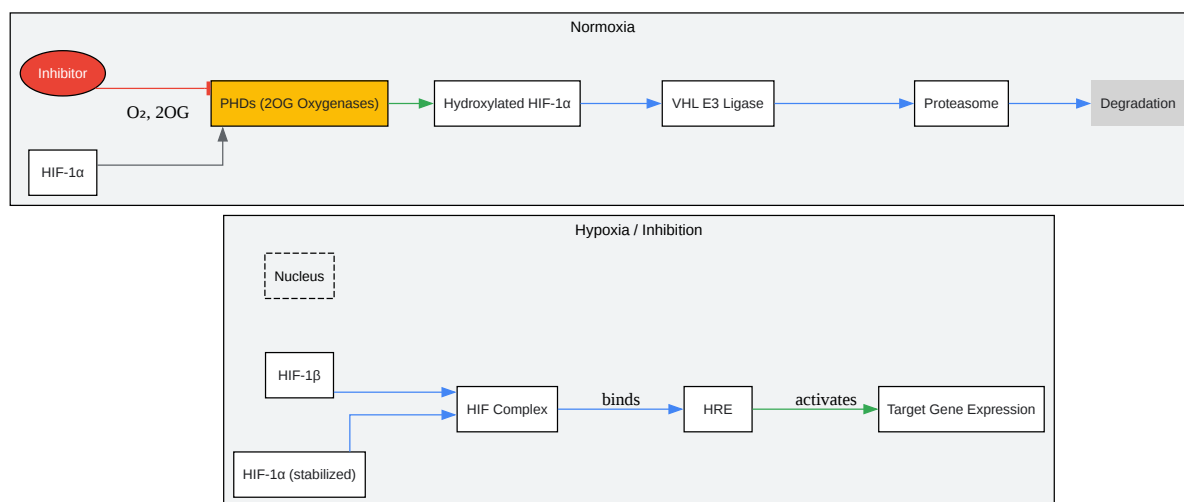 Normoxia
Inhibitor
O₂, 2OG
PHDs (2OG Oxygenases)
Hydroxylated HIF-1α
VHL E3 Ligase
Proteasome
Degradation
HIF-1α
Hypoxia / Inhibition
Nucleus
HIF-1β
HIF Complex
binds
HRE
activates
Target Gene Expression
HIF-1α (stabilized)